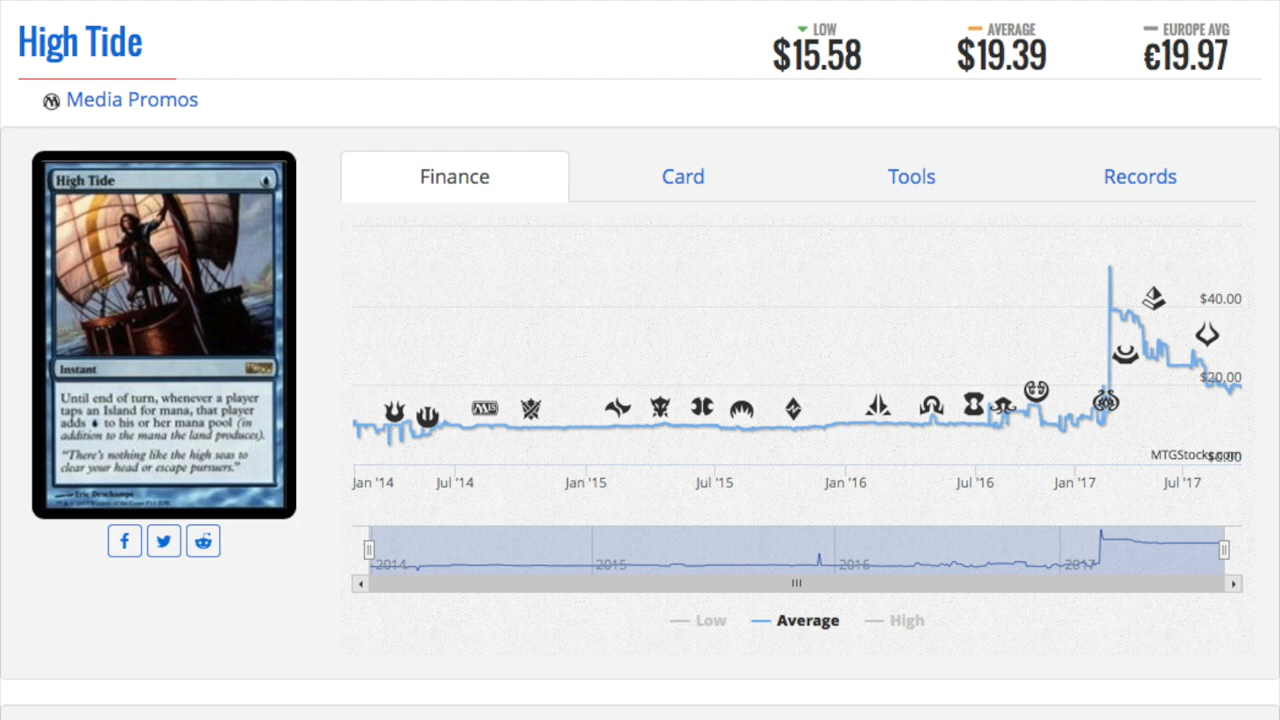 High Tide
LOW
$15.58
AVERAGE
$19.39
EUROPE AVG
€19.97
Media Promos
High Tide
Instant
Until end of turn, whenever a player
taps an Island for mana, that player
adds to his or her mana pool (in
addition to the mana the land produces).
"There's nothing like the high seas to
clear your head or escape pursuers."
Eric Deschamps
Finance
Card
Tools
Records
$40.00
$20.00
$0.00
MTGStocks.com
Jan '14
Jul '14
Jan '15
Jul '15
Jan '16
Jul '16
Jan '17
Jul '17
2014
2015
2016
2017
Low
Average
High